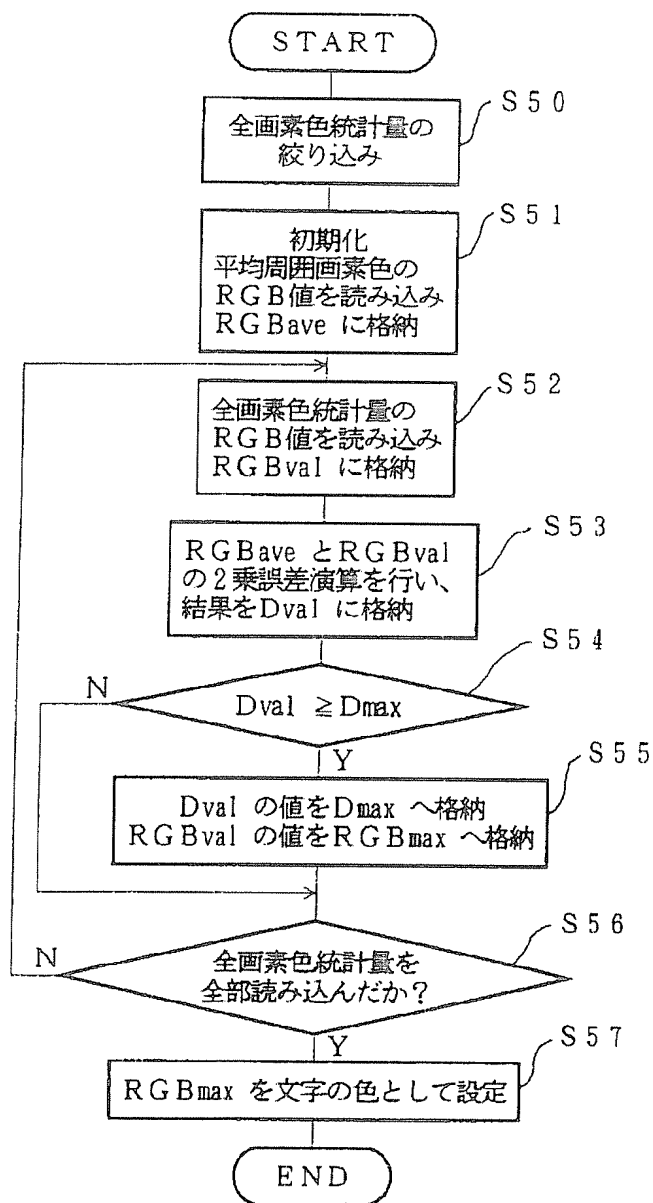 START
S50
全画素色統計量の
絞り込み
S51
初期化
平均周囲画素色の
RGB値を読み込み
RGBave に格納
S52
全画素色統計量の
RGB値を読み込み
RGBval に格納
S53
RGBave とRGBval
の2乗誤差演算を行い、
結果をDval に格納
S54
N
Dval ≧Dmax
Y
S55
Dval の値をDmax へ格納
RGBval の値をRGBmax へ格納
S56
N
全画素色統計量を
全部読み込んだか？
Y
S57
RGBmax を文字の色として設定
END